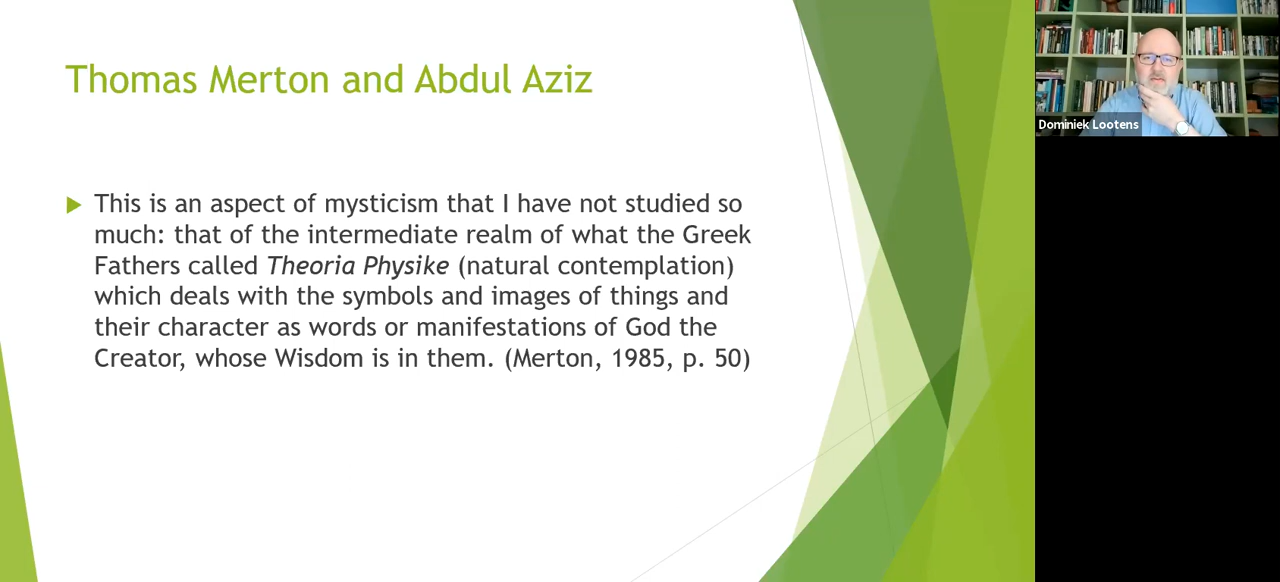 Thomas Merton and Abdul Aziz
This is an aspect of mysticism that I have not studied so
much: that of the intermediate realm of what the Greek
Fathers called Theoria Physike (natural contemplation)
which deals with the symbols and images of things and
their character as words or manifestations of God the
Creator, whose Wisdom is in them. (Merton, 1985, p. 50)
Dominiek Lootens